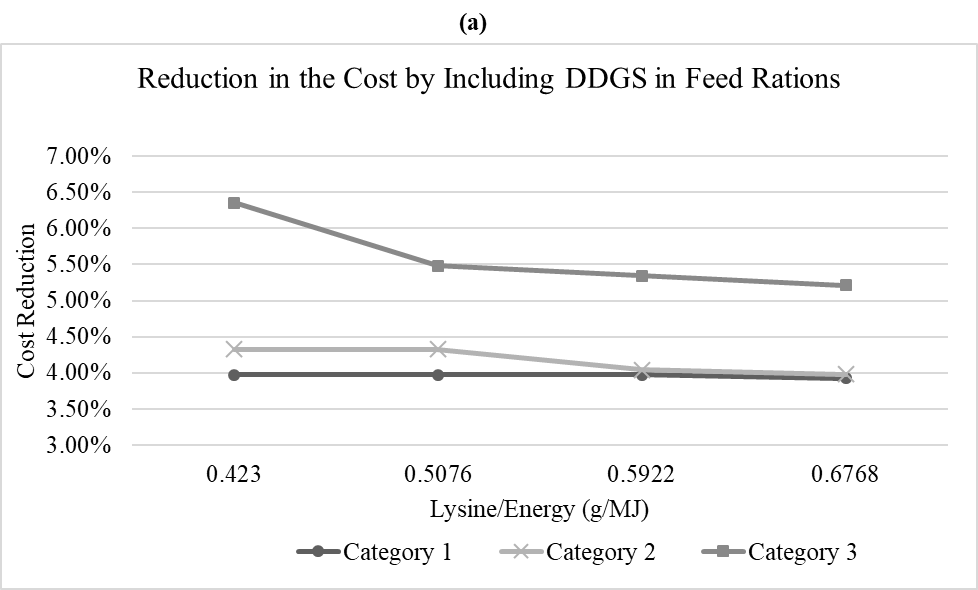 (a)
Reduction in the Cost by Including DDGS in Feed Rations
7.00%
6.50%
6.00%
5.50%
5.00%
4.50%
4.00%
3.50%
3.00%
Cost Reduction
0.423 0.5076 0.5922 0.6768
Lysine/Energy (g/MJ)
Category 1 Category 2 Category 3